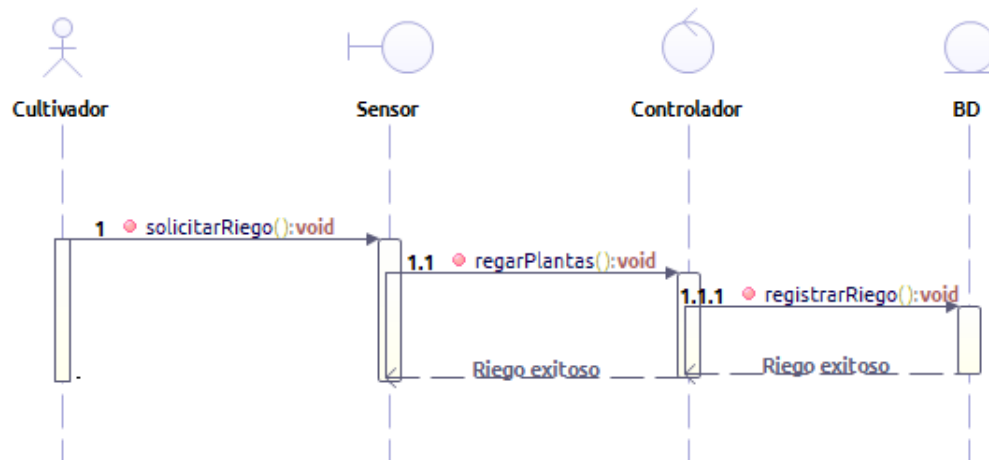 Cultivador
Sensor
Controlador
BD
1 solicitarRiego():void
1.1 regarPlantas():void
1.1.1 registrarRiego():void
Riego exitoso
Riego exitoso
.